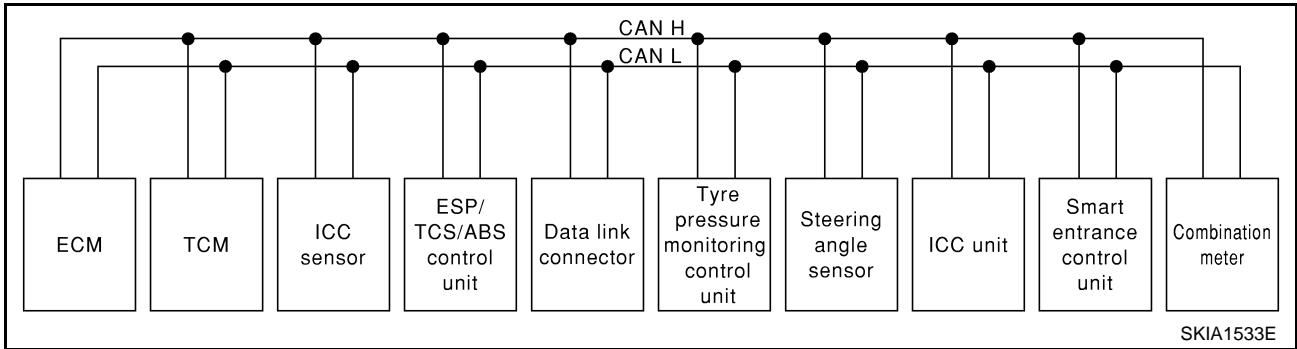 CAN H
CAN L
ECM
TCM
ICC
sensor
ESP/
TCS/ABS
control
unit
Data link
connector
Tyre
pressure
monitoring
control
unit
Steering
angle
sensor
ICC unit
Smart
entrance
control
unit
Combination
meter
SKIA1533E